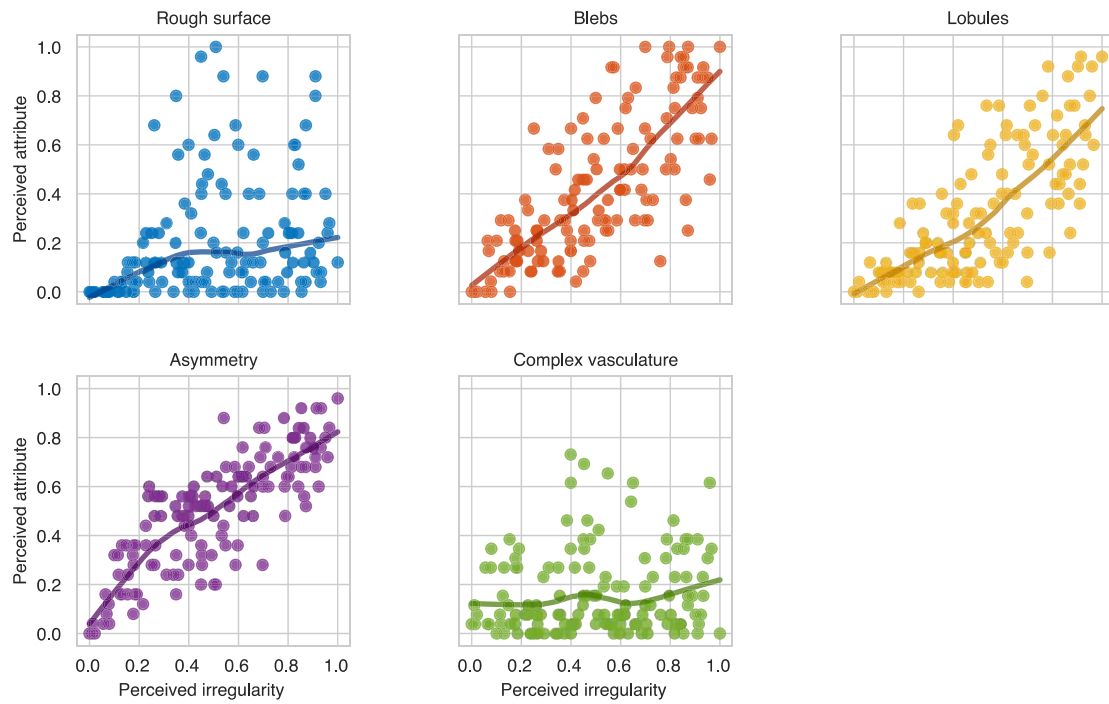 Rough surface
Blebs
Lobules
1.0
0.8
0.6
0.4
0.2
0.0
Perceived attribute
Asymmetry
Complex vasculature
1.0
0.8
0.6
0.4
0.2
0.0
Perceived attribute
0.0 0.2 0.4 0.6 0.8 1.0
0.0 0.2 0.4 0.6 0.8 1.0
Perceived irregularity
Perceived irregularity